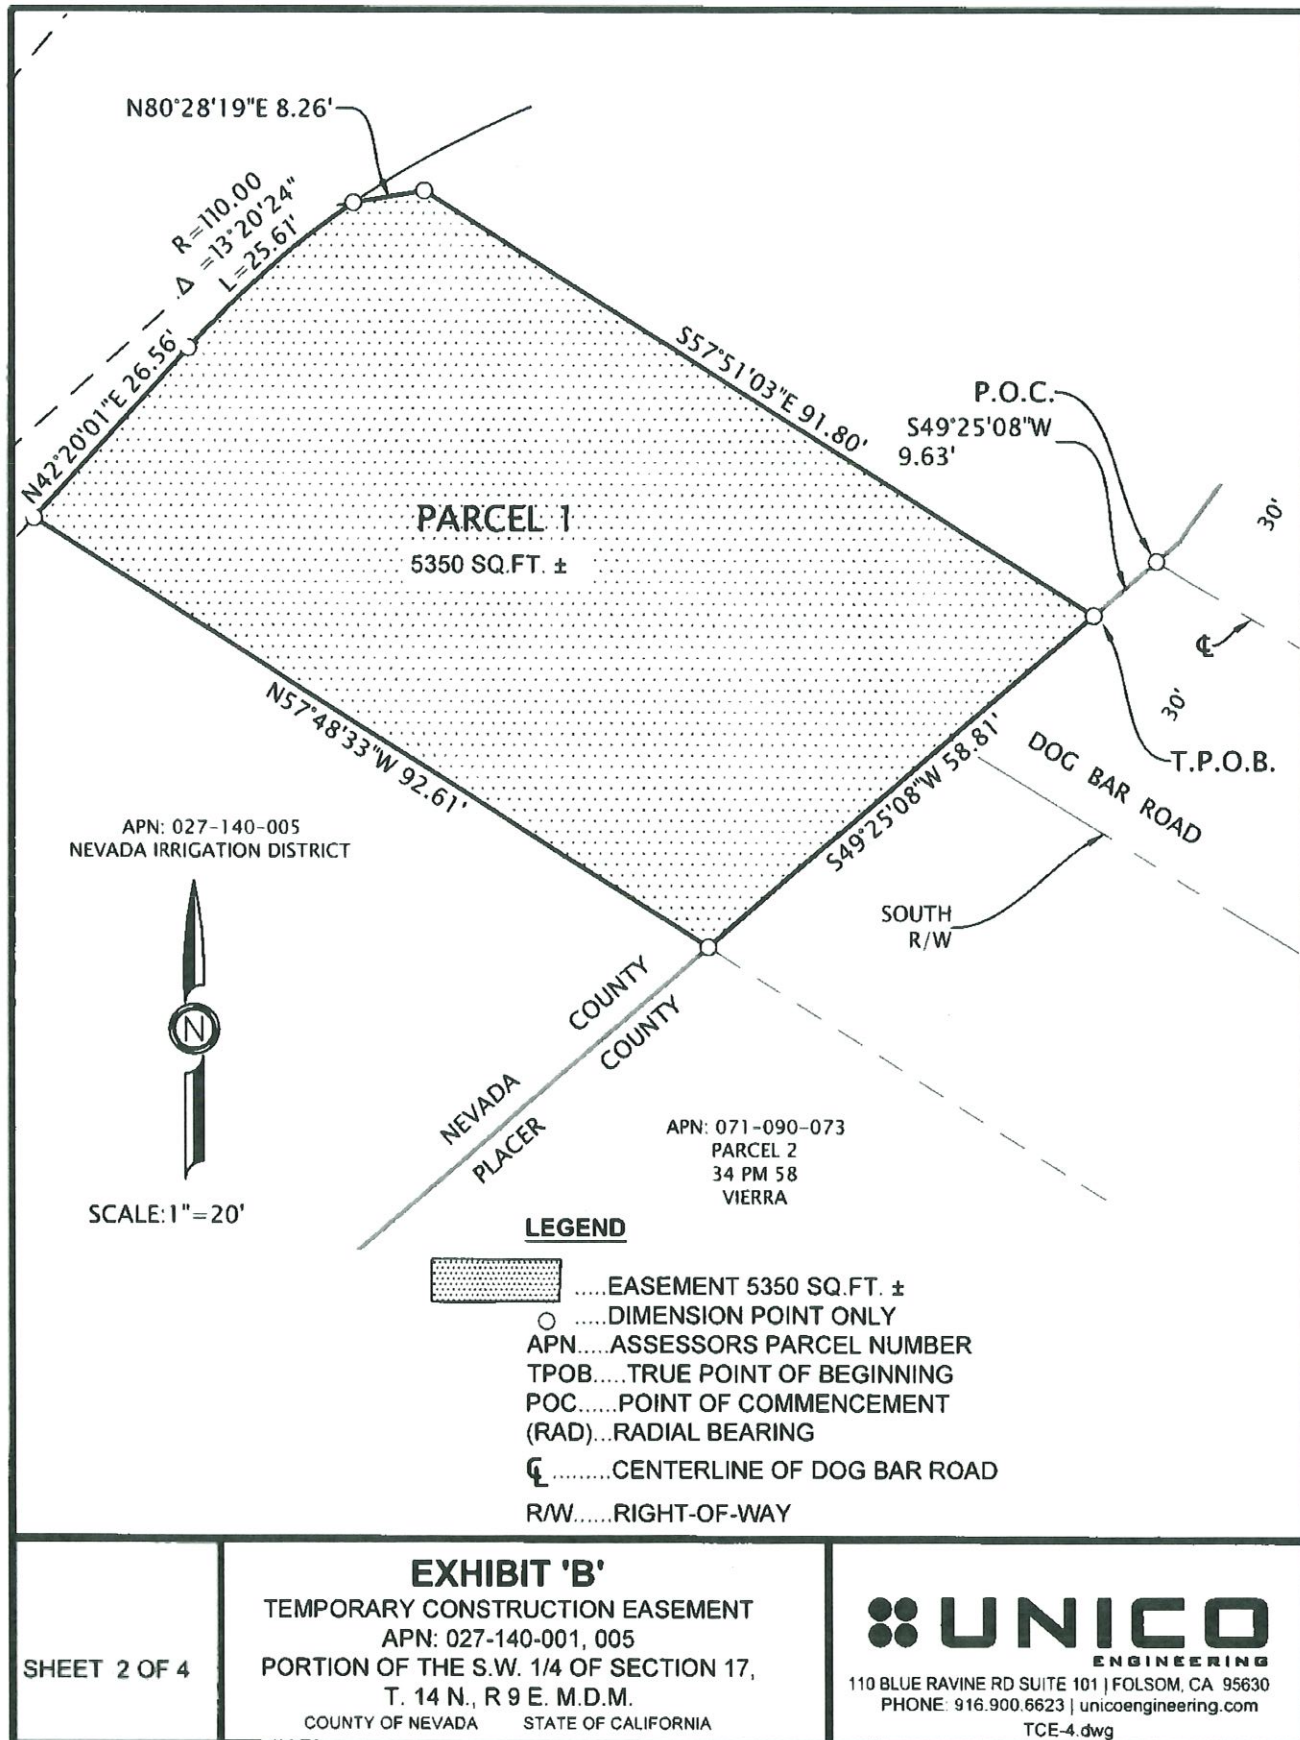 N80°28'19"E 8.26'
R=110.00
Δ =13°20'24"
L=25.61'
N42°20'01"E 26.56'
S57°51'03"E 91.80'
P.O.C.
S49°25'08"W
9.63'
30'
PARCEL 1
5350 SQ.FT. ±
℄
30'
T.P.O.B.
DOG BAR ROAD
N57°48'33"W 92.61'
S49°25'08"W 58.81'
APN: 027-140-005
NEVADA IRRIGATION DISTRICT
SOUTH
R/W
N
NEVADA COUNTY
PLACER COUNTY
APN: 071-090-073
PARCEL 2
34 PM 58
VIERRA
SCALE:1"=20'
LEGEND
.....EASEMENT 5350 SQ.FT. ±
.....DIMENSION POINT ONLY
APN.....ASSESSORS PARCEL NUMBER
TPOB.....TRUE POINT OF BEGINNING
POC......POINT OF COMMENCEMENT
(RAD)...RADIAL BEARING
℄.........CENTERLINE OF DOG BAR ROAD
R/W......RIGHT-OF-WAY
SHEET 2 OF 4
EXHIBIT 'B'
TEMPORARY CONSTRUCTION EASEMENT
APN: 027-140-001, 005
PORTION OF THE S.W. 1/4 OF SECTION 17,
T. 14 N., R 9 E. M.D.M.
COUNTY OF NEVADA STATE OF CALIFORNIA
UNICO
ENGINEERING
110 BLUE RAVINE RD SUITE 101 | FOLSOM, CA 95630
PHONE: 916.900.6623 | unicoengineering.com
TCE-4.dwg